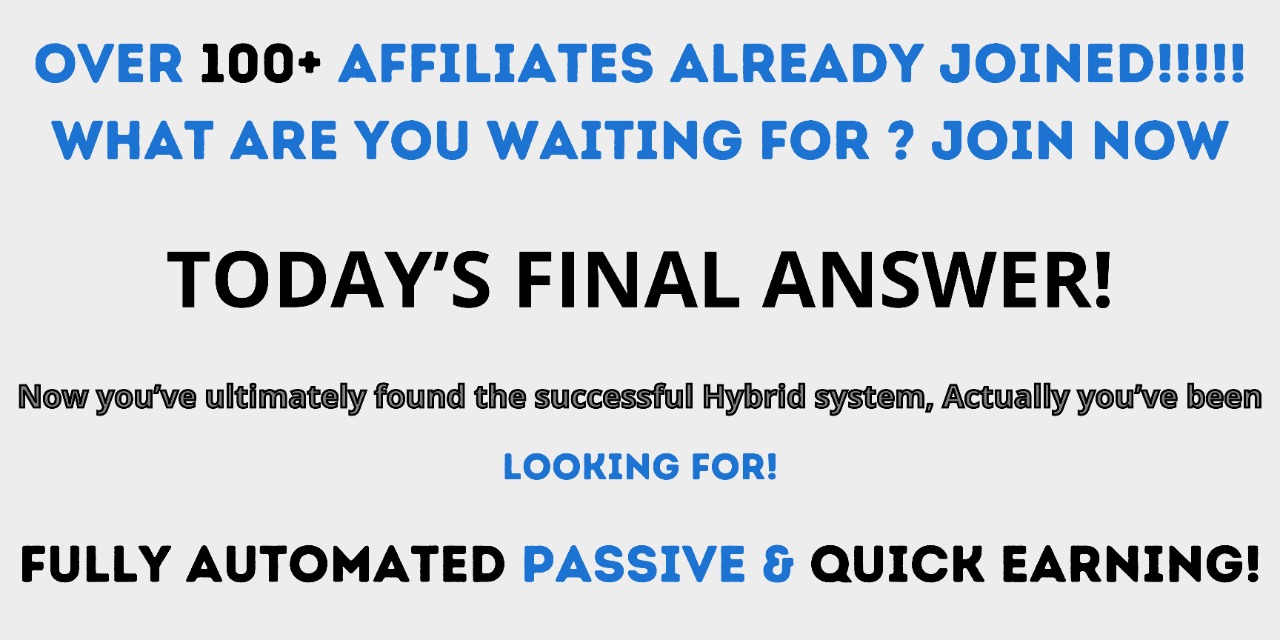 OVER 100+ AFFILIATES ALREADY JOINED!!!!!
WHAT ARE YOU WAITING FOR ? JOIN NOW
TODAY’S FINAL ANSWER!
Now you’ve ultimately found the successful Hybrid system, Actually you’ve been
LOOKING FOR!
FULLY AUTOMATED PASSIVE & QUICK EARNING!